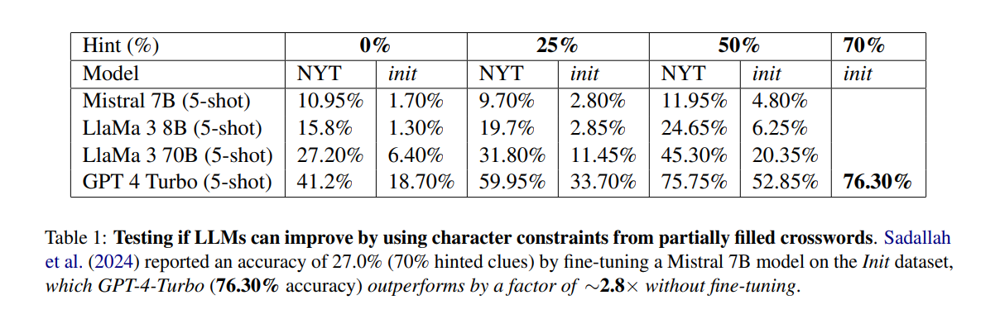 Hint (%) 0% 25% 50% 70%
Model NYT init NYT init NYT init init
Mistral 7B (5-shot) 10.95% 1.70% 9.70% 2.80% 11.95% 4.80%
LlaMa 3 8B (5-shot) 15.8% 1.30% 19.7% 2.85% 24.65% 6.25%
LlaMa 3 70B (5-shot) 27.20% 6.40% 31.80% 11.45% 45.30% 20.35%
GPT 4 Turbo (5-shot) 41.2% 18.70% 59.95% 33.70% 75.75% 52.85% 76.30%
Table 1: Testing if LLMs can improve by using character constraints from partially filled crosswords. Sadallah
et al. (2024) reported an accuracy of 27.0% (70% hinted clues) by fine-tuning a Mistral 7B model on the Init dataset,
which GPT-4-Turbo (76.30% accuracy) outperforms by a factor of ∼2.8× without fine-tuning.